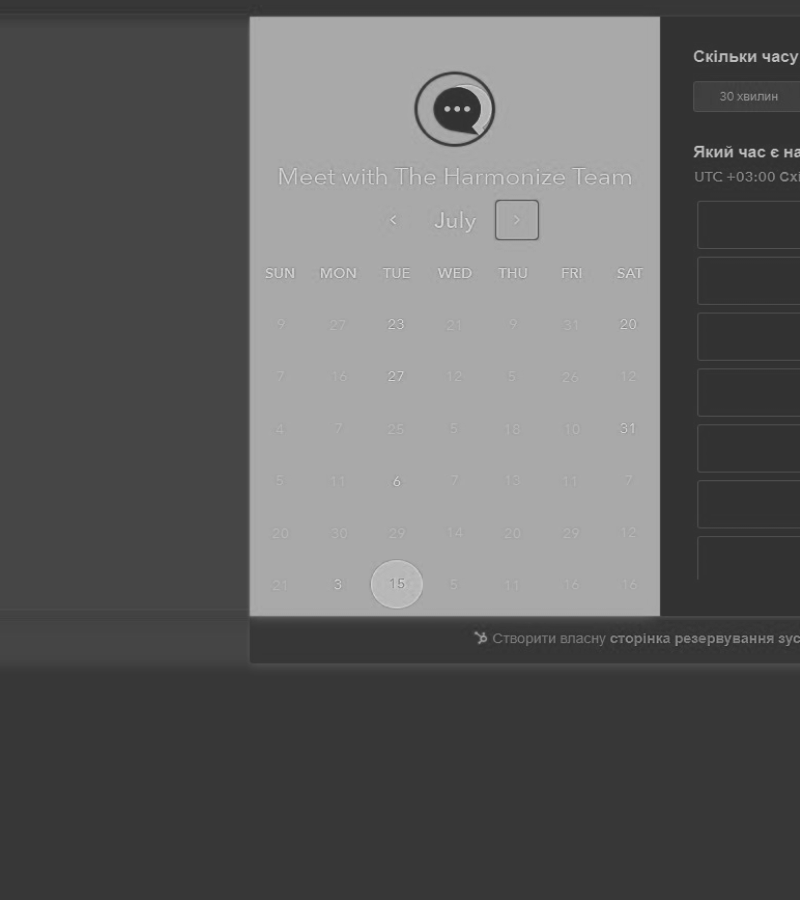 Meet with The Harmonize Team
July
SUN MON TUE WED THU FRI SAT
9 27 23 21 9 31 20
7 16 27 12 5 26 12
4 7 25 5 18 10 31
5 11 6 7 13 11 7
20 30 29 14 20 29 12
21 3 15 5 11 16 16
Скільки часу
30 хвилин
Який час є на
UTC +03:00 Схі
Створити власну сторінка резервування зус